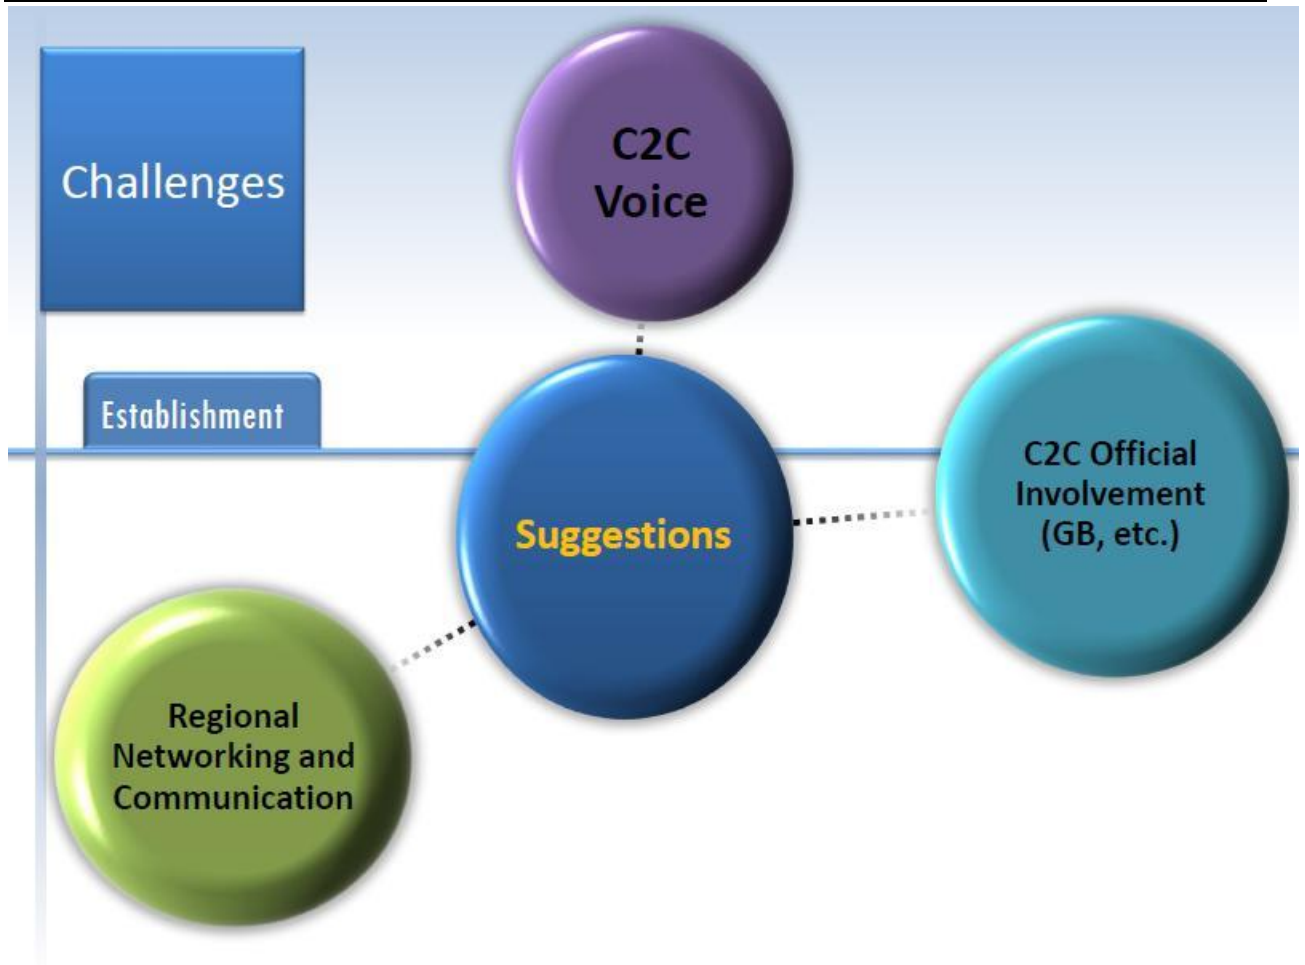 Challenges
C2C
Voice
Establishment
Suggestions
C2C Official
Involvement
(GB, etc.)
Regional
Networking and
Communication